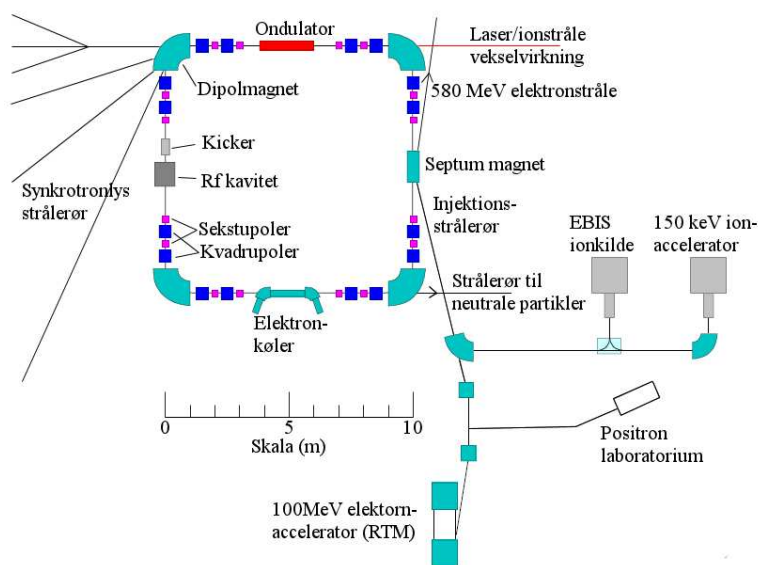 Ondulator
Laser/ionstråle
vekselvirkning
Dipolmagnet
580 MeV elektronstråle
Kicker
Septum magnet
Rf kavitet
Synkrotronlys
strålerør
Injektions-
strålerør
Sekstupoler
Kvadrupoler
EBIS
ionkilde
150 keV ion-
accelerator
Strålerør til
neutrale partikler
Elektron-
køler
0
5
10
Skala (m)
Positron
laboratorium
100MeV elektorn-
accelerator (RTM)